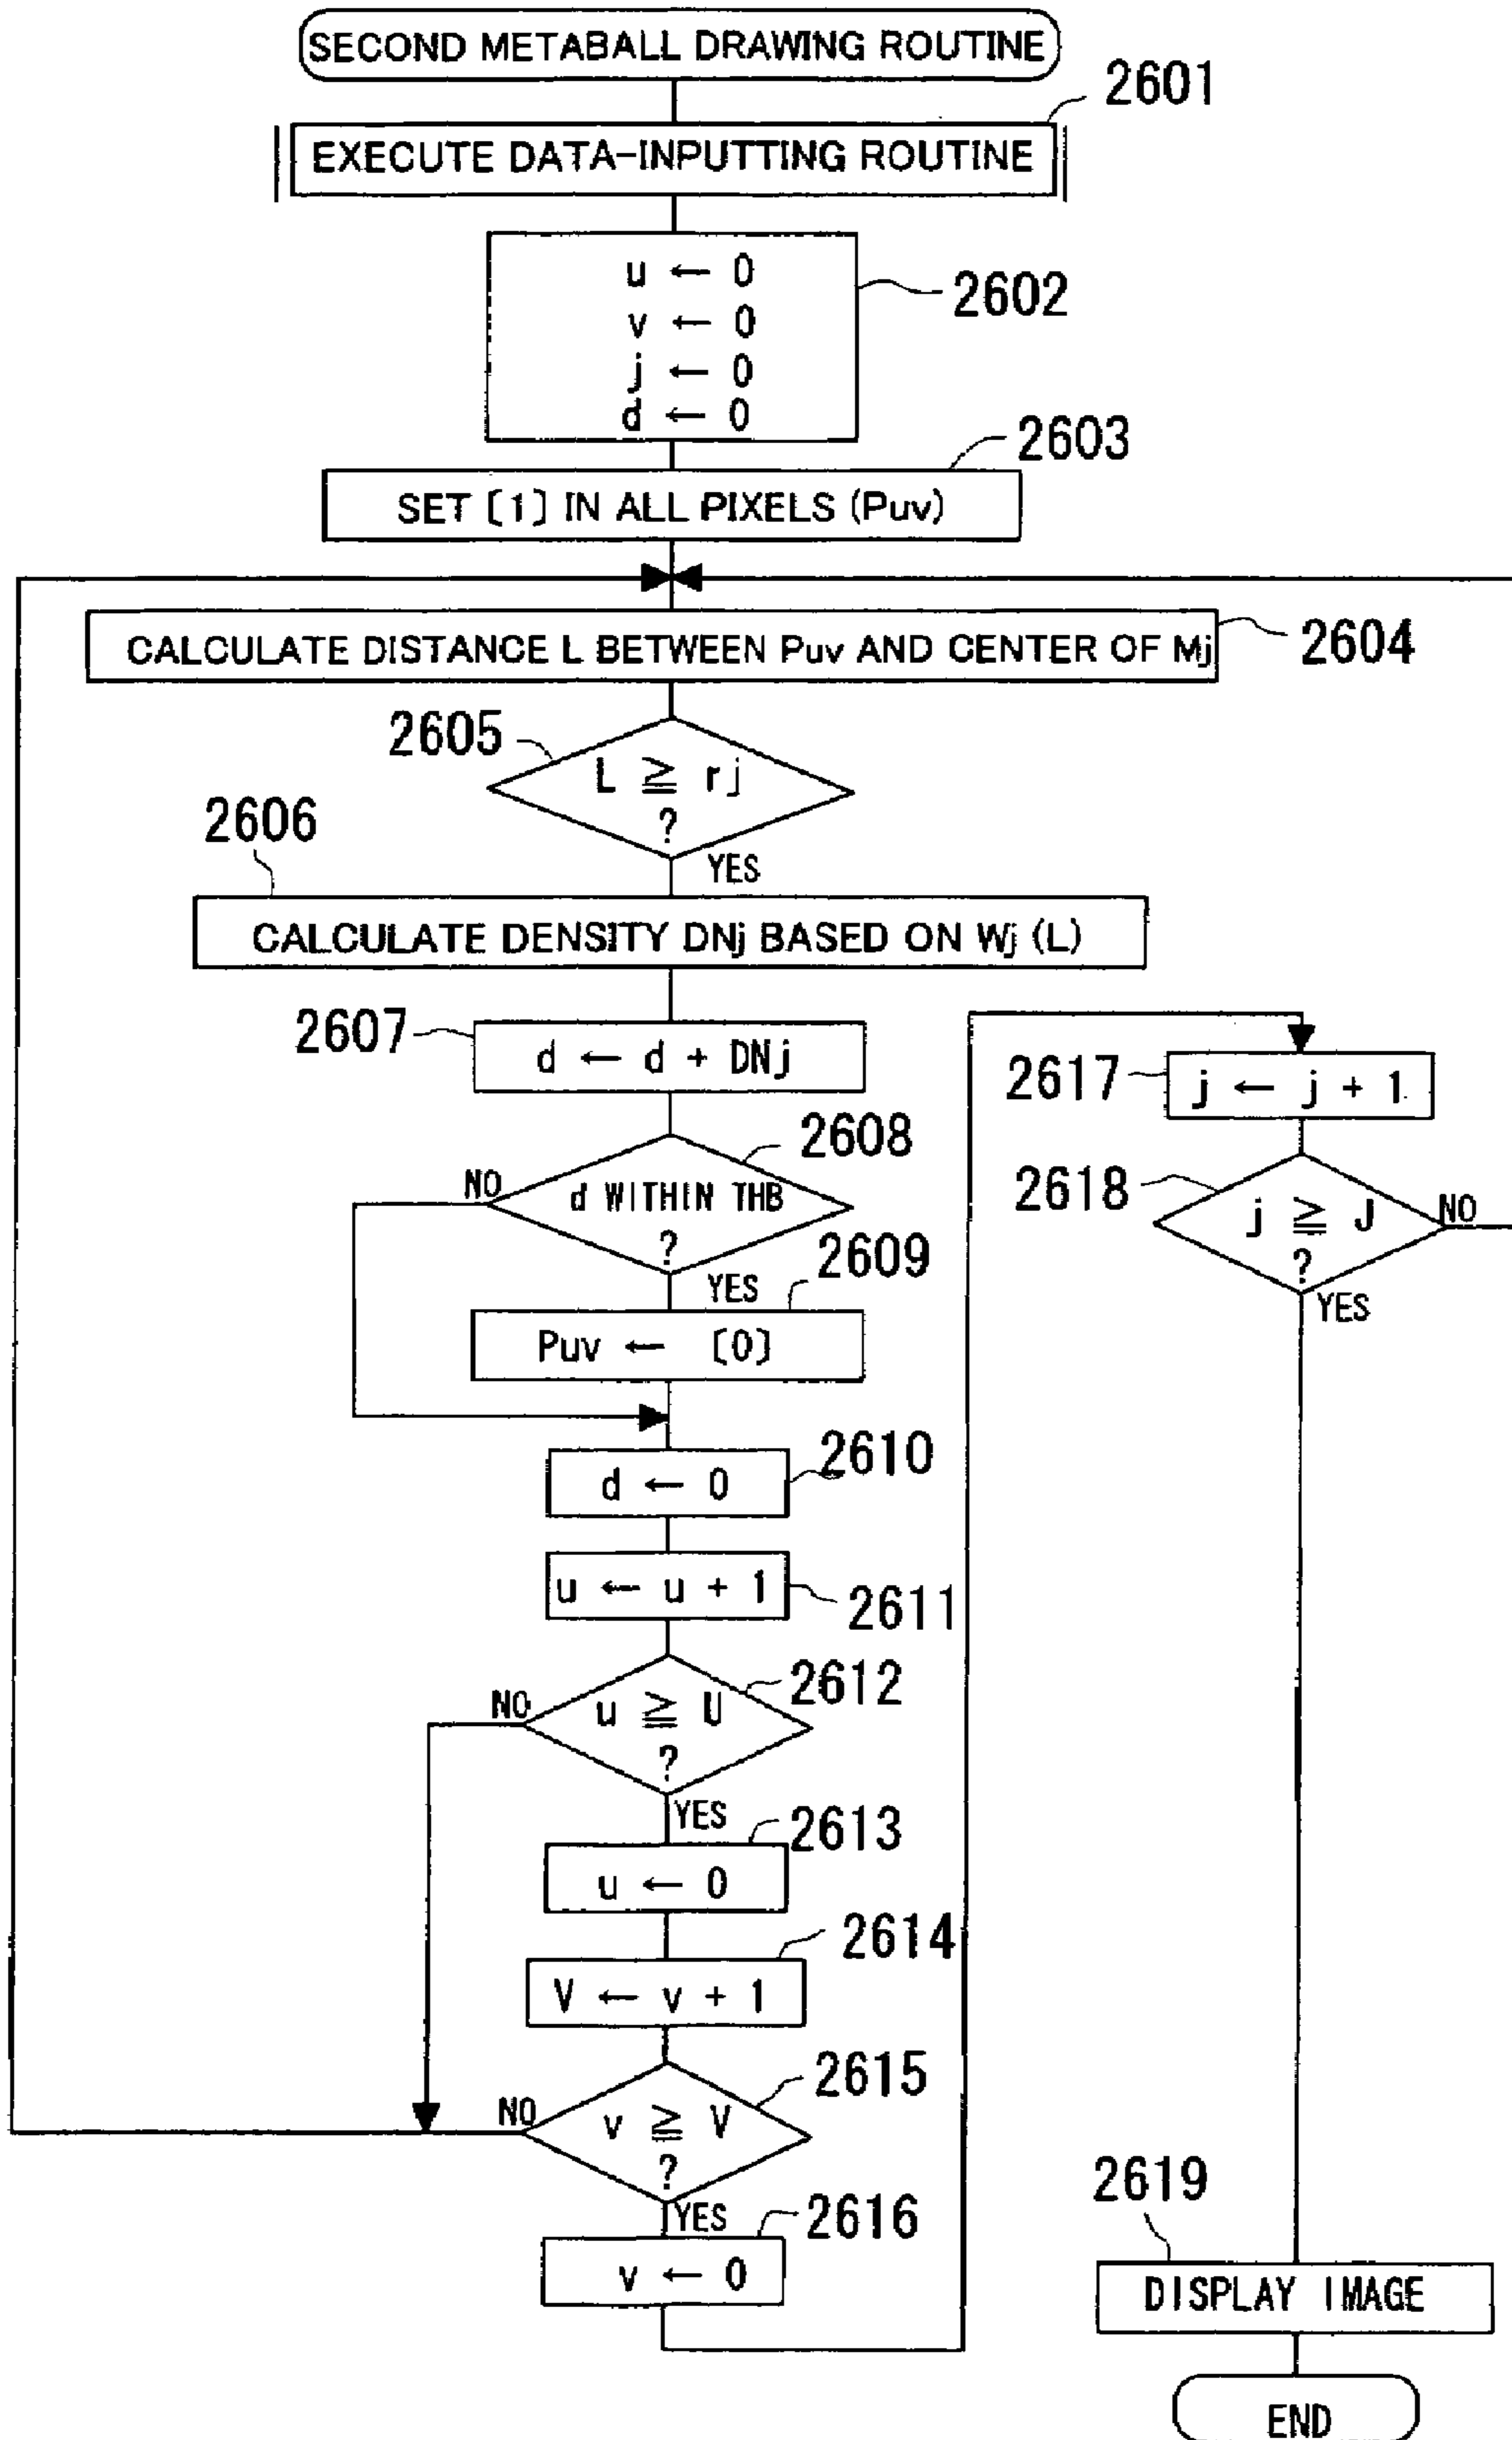 SECOND METABALL DRAWING ROUTINE
2601
EXECUTE DATA-INPUTTING ROUTINE
u ← 0
v ← 0
j ← 0
d ← 0
2602
2603
SET [1] IN ALL PIXELS (Puv)
CALCULATE DISTANCE L BETWEEN Puv AND CENTER OF Mj
2604
2605
L ≧ rj
?
YES
2606
CALCULATE DENSITY DNj BASED ON Wj (L)
2607
d ← d + DNj
2608
NO
d WITHIN THB
?
YES
2609
Puv ← [0]
2610
d ← 0
u ← u + 1
2611
2612
NO
u ≧ U
?
YES
2613
u ← 0
2614
V ← v + 1
2615
NO
v ≧ V
?
YES
2616
v ← 0
2617
j ← j + 1
2618
j ≧ J
?
NO
YES
2619
DISPLAY IMAGE
END